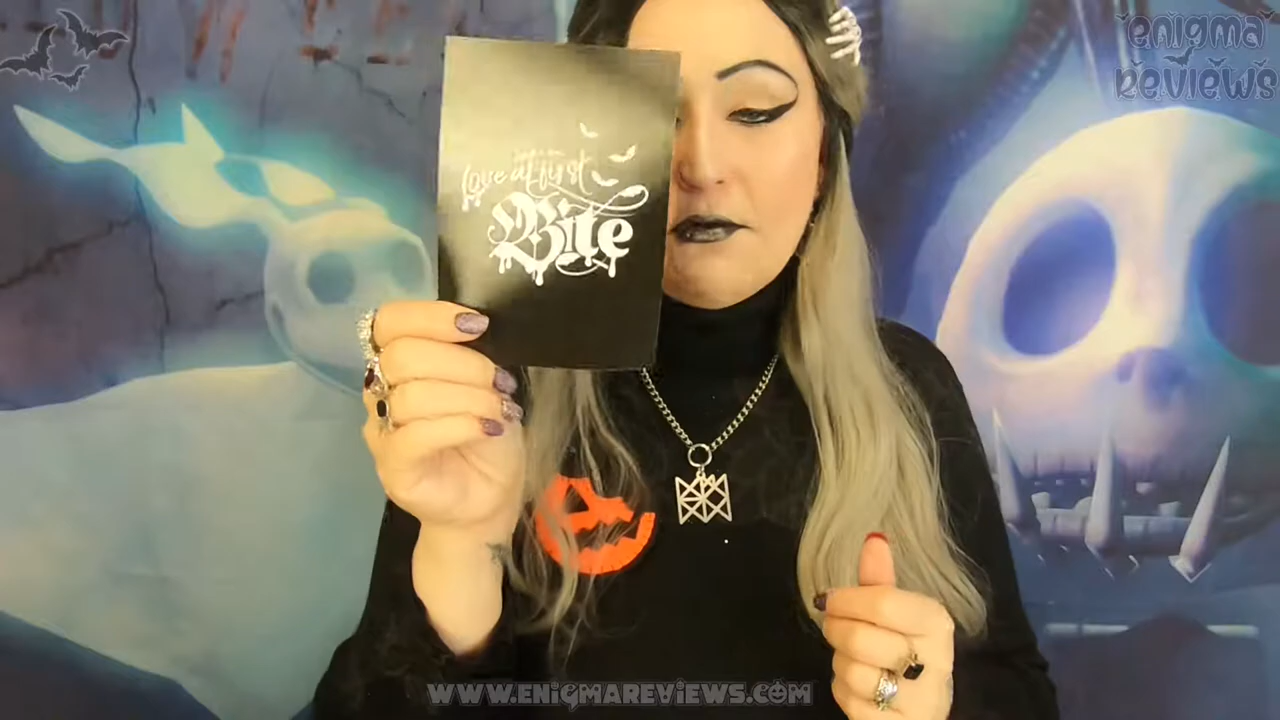 enigma
reviews
love at first
Bite
www.enigmareviews.com